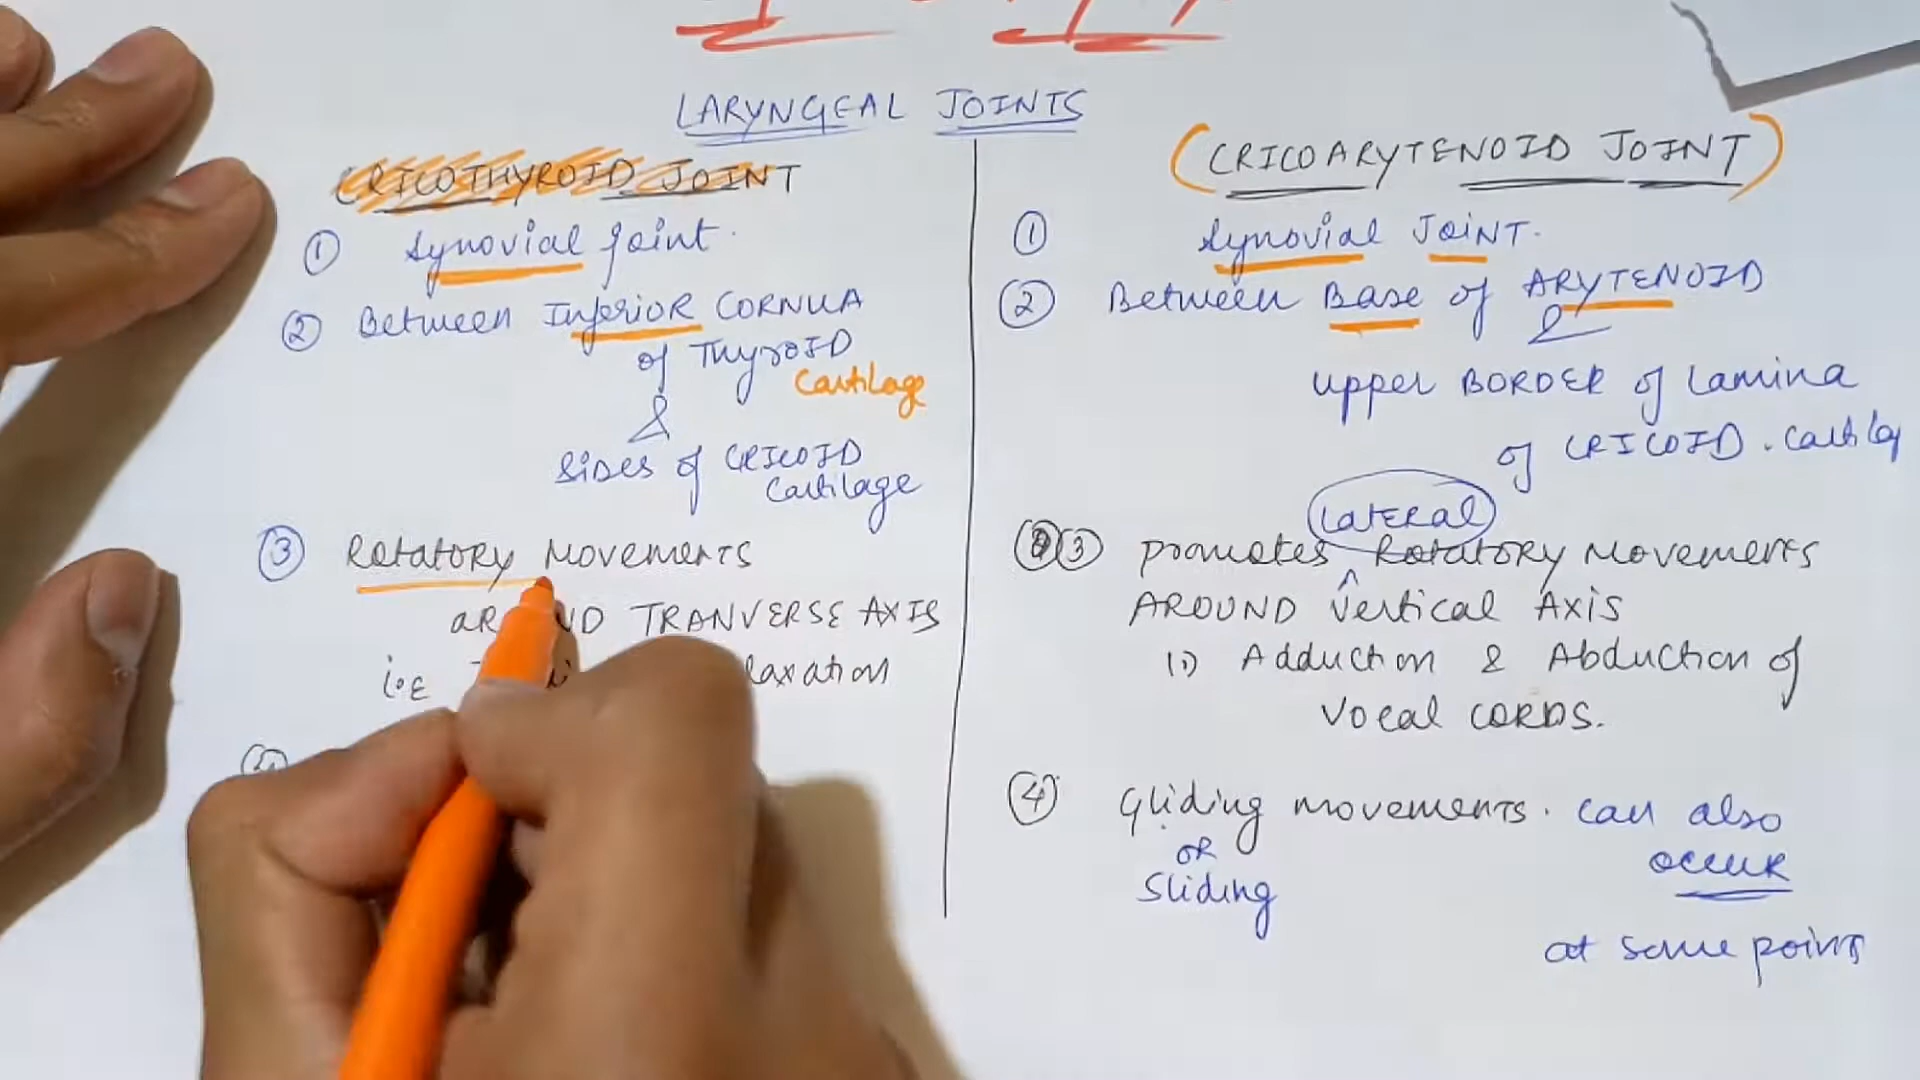 LARYNGEAL JOINTS
CRICOTHYROID JOINT
① Synovial joint.
② Between Inferior CORNUA
of ThyroID
Cartilage
&
Sides of CRICOID
Cartilage
③ Rotatory Movements
TRANVERSE AXIS
i.e
(CRICOARYTENOID JOINT)
① Synovial JOiNT.
② Between Base of ARYTENOID
&
upper BORDER of Lamina
of CRICOID.
Lateral
③ promotes ^ Rotatory Movements
AROUND Vertical Axis
1) Adduction & Abduction of
Vocal CORDS.
④ Gliding movements. can also
OR occur
Sliding
at some points